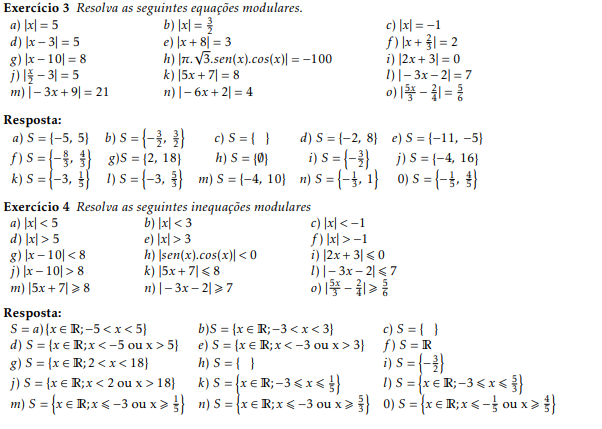 Exercício 3 Resolva as seguintes equações modulares.
a) |x| = 5 b) |x| = 3/2 c) |x| = −1
d) |x − 3| = 5 e) |x + 8| = 3 f) |x + 2/3| = 2
g) |x − 10| = 8 h) |π.√3.sen(x).cos(x)| = −100 i) |2x + 3| = 0
j) |x/2 − 3| = 5 k) |5x + 7| = 8 l) | − 3x − 2| = 7
m) | − 3x + 9| = 21 n) | − 6x + 2| = 4 o) |5x/3 − 2/4| = 5/6
Resposta:
a) S = {−5, 5} b) S = {−3/2, 3/2} c) S = { } d) S = {−2, 8} e) S = {−11, −5}
f) S = {−8/3, 4/3} g)S = {2, 18} h) S = {∅} i) S = {−3/2} j) S = {−4, 16}
k) S = {−3, 1/5} l) S = {−3, 5/3} m) S = {−4, 10} n) S = {−1/3, 1} 0) S = {−1/5, 4/5}
Exercício 4 Resolva as seguintes inequações modulares
a) |x| < 5 b) |x| < 3 c) |x| < −1
d) |x| > 5 e) |x| > 3 f) |x| > −1
g) |x − 10| < 8 h) |sen(x).cos(x)| < 0 i) |2x + 3| ⩽ 0
j) |x − 10| > 8 k) |5x + 7| ⩽ 8 l) | − 3x − 2| ⩽ 7
m) |5x + 7| ⩾ 8 n) | − 3x − 2| ⩾ 7 o) |5x/3 − 2/4| ⩾ 5/6
Resposta:
S = a) {x ∈ ℝ; −5 < x < 5} b)S = {x ∈ ℝ; −3 < x < 3} c) S = { }
d) S = {x ∈ ℝ; x < −5 ou x > 5} e) S = {x ∈ ℝ; x < −3 ou x > 3} f) S = ℝ
g) S = {x ∈ ℝ; 2 < x < 18} h) S = { } i) S = {−3/2}
j) S = {x ∈ ℝ; x < 2 ou x > 18} k) S = {x ∈ ℝ; −3 ⩽ x ⩽ 1/5} l) S = {x ∈ ℝ; −3 ⩽ x ⩽ 5/3}
m) S = {x ∈ ℝ; x ⩽ −3 ou x ⩾ 1/5} n) S = {x ∈ ℝ; x ⩽ −3 ou x ⩾ 5/3} 0) S = {x ∈ ℝ; x ⩽ −1/5 ou x ⩾ 4/5}